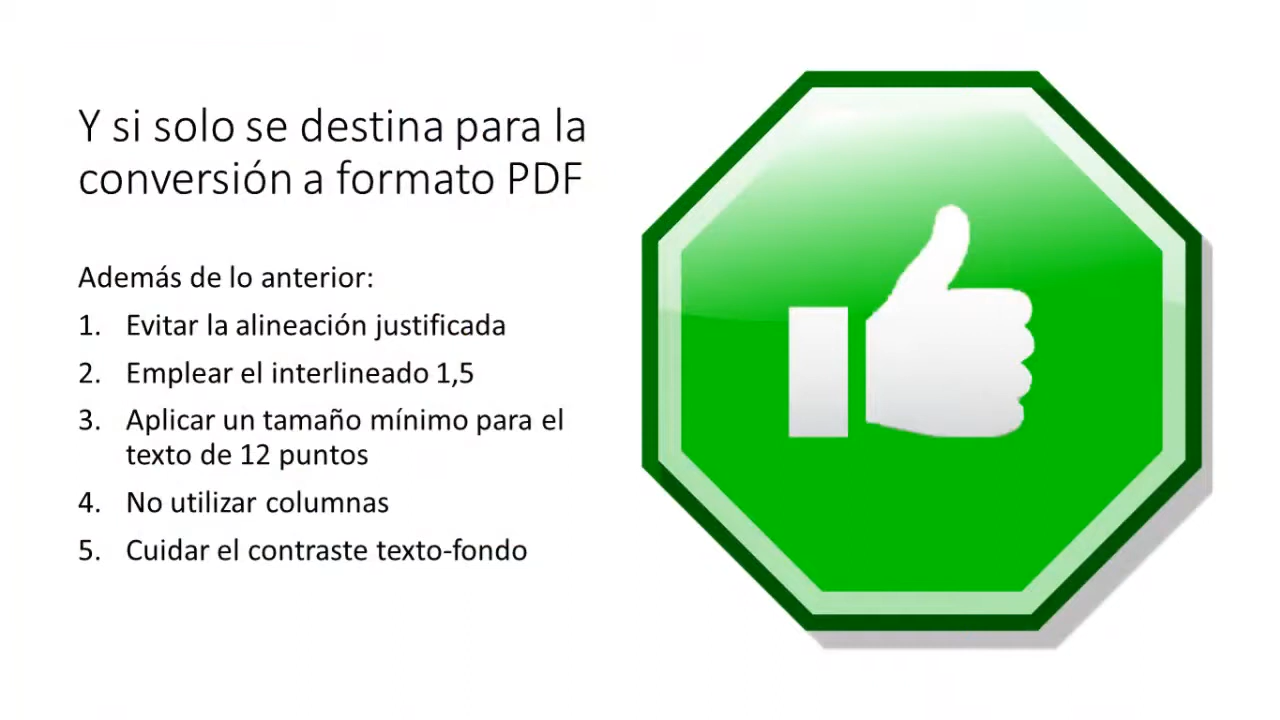 Y si solo se destina para la
conversión a formato PDF
Además de lo anterior:
1. Evitar la alineación justificada
2. Emplear el interlineado 1,5
3. Aplicar un tamaño mínimo para el
texto de 12 puntos
4. No utilizar columnas
5. Cuidar el contraste texto-fondo